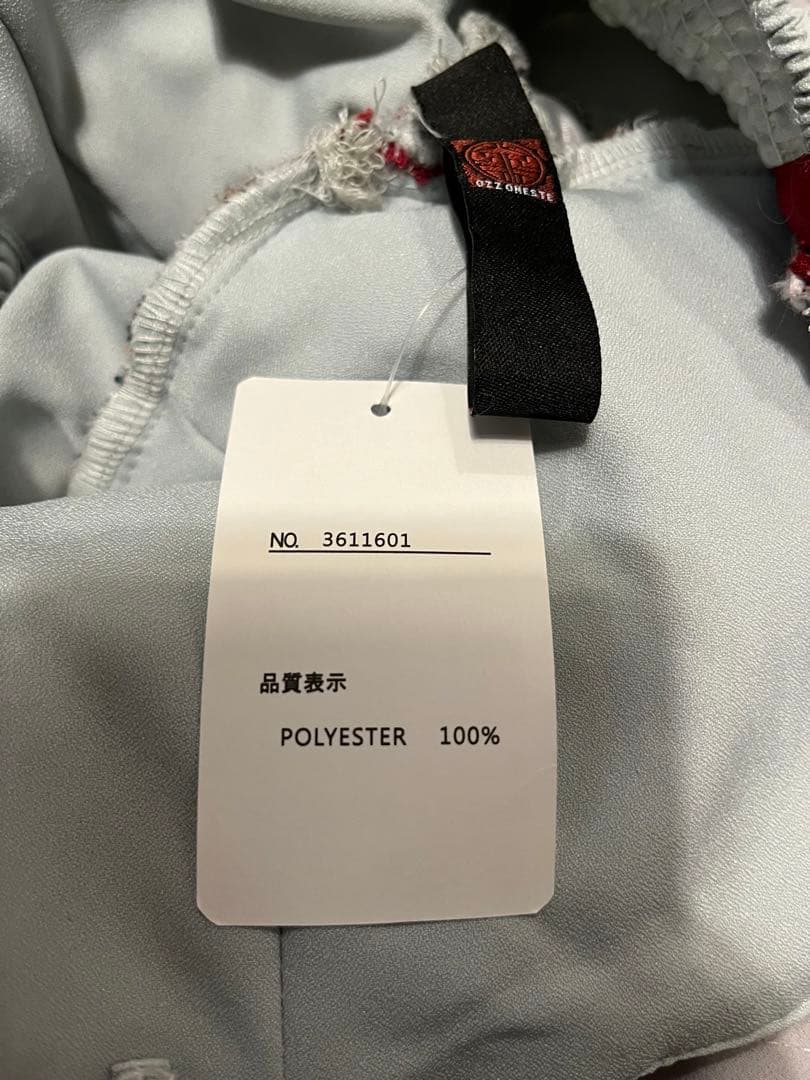 OZZ ONESTE
NO. 3611601
品質表示
POLYESTER 100%